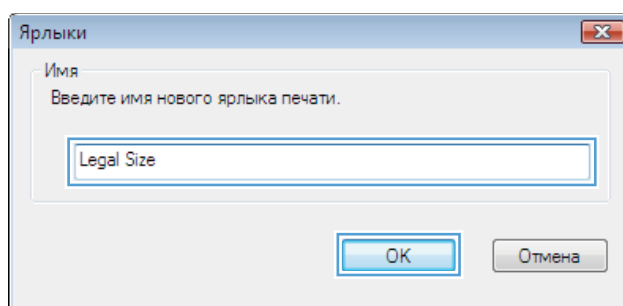 Ярлыки
Имя
Введите имя нового ярлыка печати.
Legal Size
OK
Отмена